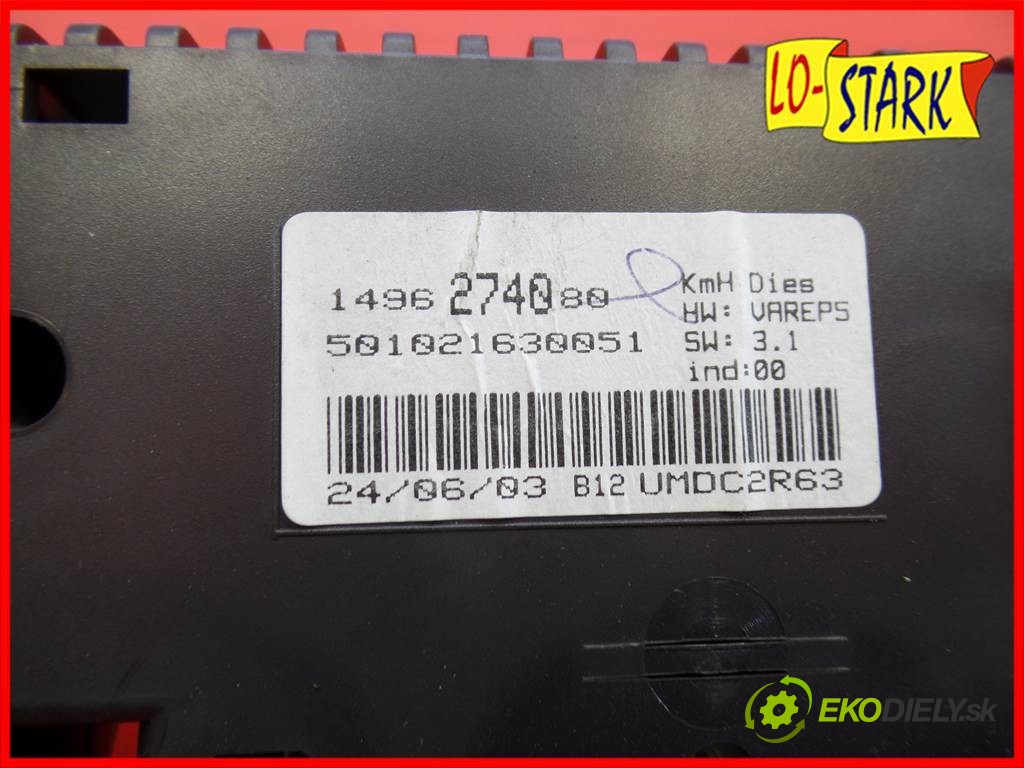 LO-STARK
1496 2740 80
501021630051
KmH Dies
HW: VAREP5
SW: 3.1
ind:00
24/06/03 B12 UMDC2R63
EKODIELY.sk